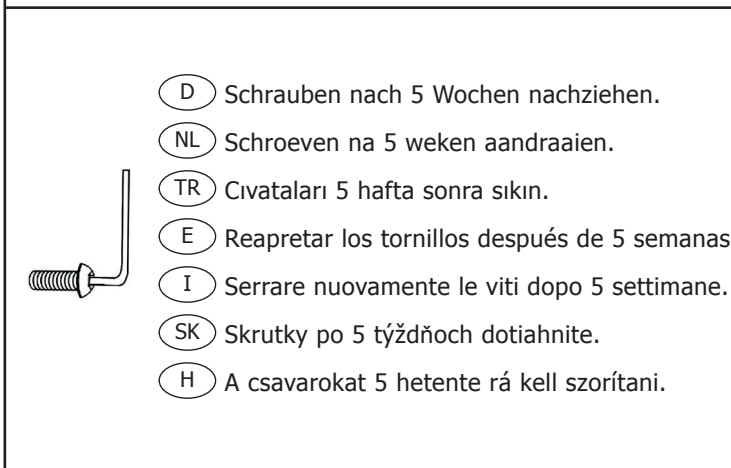 D Schrauben nach 5 Wochen nachziehen.
NL Schroeven na 5 weken aandraaien.
TR Cıvataları 5 hafta sonra sıkın.
E Reapretar los tornillos después de 5 semanas
I Serrare nuovamente le viti dopo 5 settimane.
SK Skrutky po 5 týždňoch dotiahnite.
H A csavarokat 5 hetente rá kell szorítani.